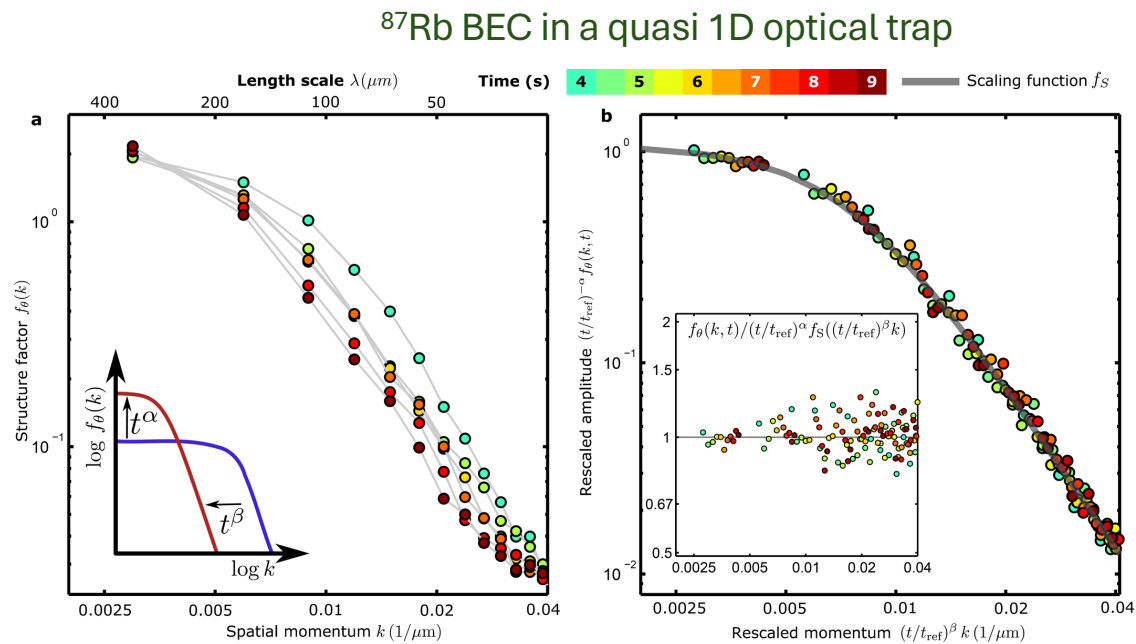 ⁸⁷Rb BEC in a quasi 1D optical trap
Length scale λ(μm)
Time (s)
4 5 6 7 8 9
Scaling function f_S
400 200 100 50
a
Structure factor f_θ(k)
10⁰
10⁻¹
log f_θ(k)
t^α
t^β
log k
0.0025 0.005 0.01 0.02 0.04
Spatial momentum k (1/μm)
b
Rescaled amplitude (t/t_ref)^−α f_θ(k,t)
10⁰
10⁻¹
10⁻²
f_θ(k,t)/(t/t_ref)^α f_S((t/t_ref)^β k)
2
1.5
1
0.67
0.5
0.0025 0.005 0.01 0.02 0.04
0.0025 0.005 0.01 0.02 0.04
Rescaled momentum (t/t_ref)^β k (1/μm)